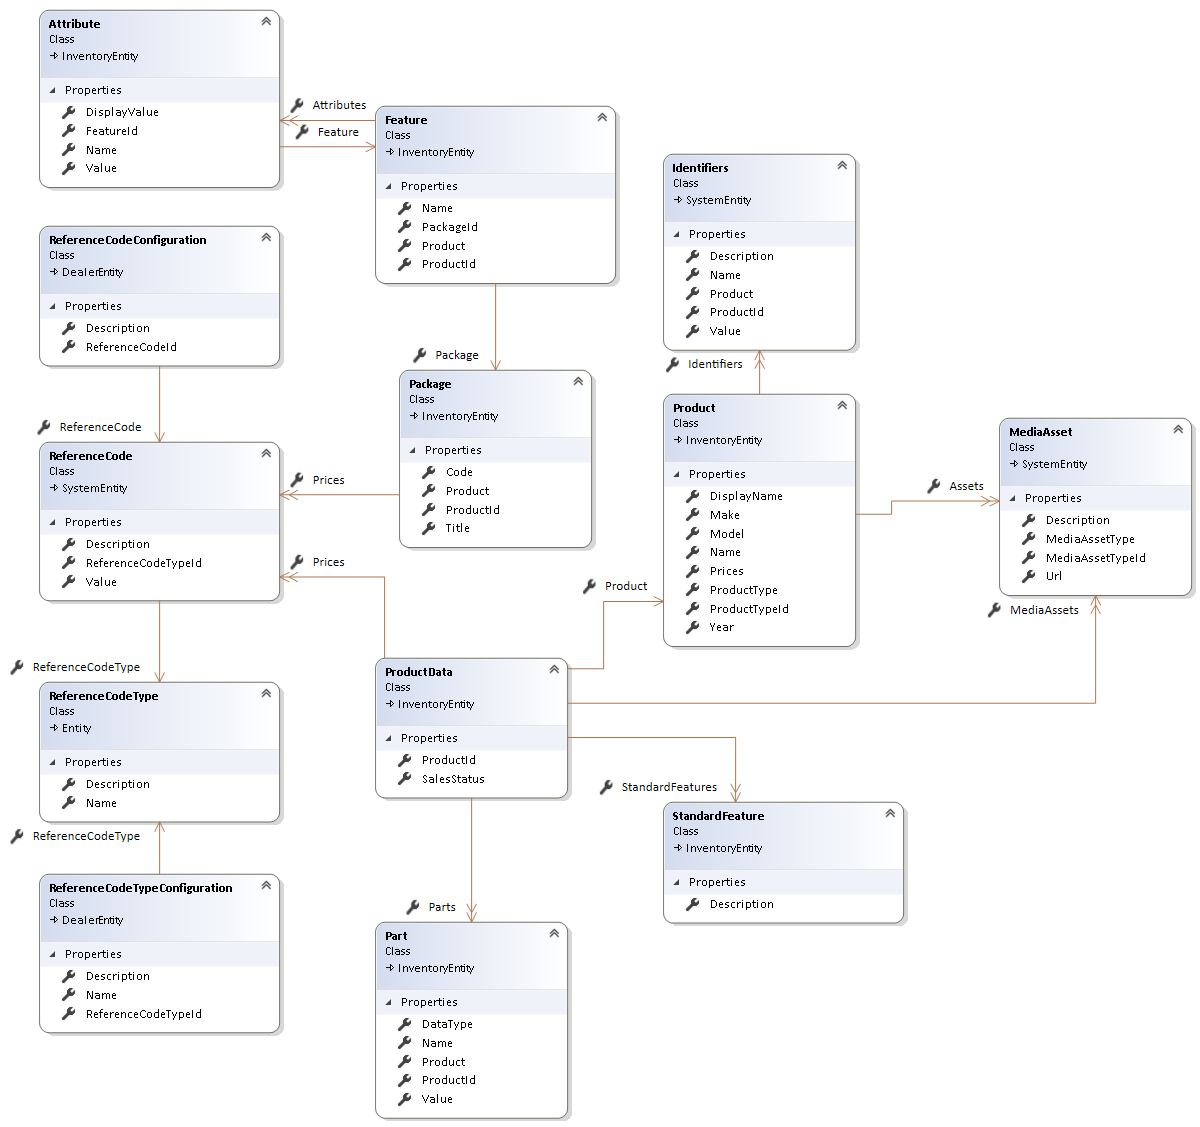 Attribute
Class
InventoryEntity
Properties
DisplayValue
FeatureId
Name
Value
Attributes
Feature
Feature
Class
InventoryEntity
Properties
Name
PackageId
Product
ProductId
Identifiers
Class
SystemEntity
Properties
Description
Name
Product
ProductId
Value
Identifiers
ReferenceCodeConfiguration
Class
DealerEntity
Properties
Description
ReferenceCodeId
ReferenceCode
Package
Package
Class
InventoryEntity
Properties
Code
Product
ProductId
Title
Product
Class
InventoryEntity
Properties
DisplayName
Make
Model
Name
Prices
ProductType
ProductTypeId
Year
Assets
MediaAsset
Class
SystemEntity
Properties
Description
MediaAssetType
MediaAssetTypeId
Url
MediaAssets
ReferenceCode
Class
SystemEntity
Properties
Description
ReferenceCodeTypeId
Value
Prices
Prices
Product
ReferenceCodeType
ReferenceCodeType
Class
Entity
Properties
Description
Name
ReferenceCodeType
ProductData
Class
InventoryEntity
Properties
ProductId
SalesStatus
StandardFeatures
StandardFeature
Class
InventoryEntity
Properties
Description
ReferenceCodeTypeConfiguration
Class
DealerEntity
Properties
Description
Name
ReferenceCodeTypeId
Parts
Part
Class
InventoryEntity
Properties
DataType
Name
Product
ProductId
Value